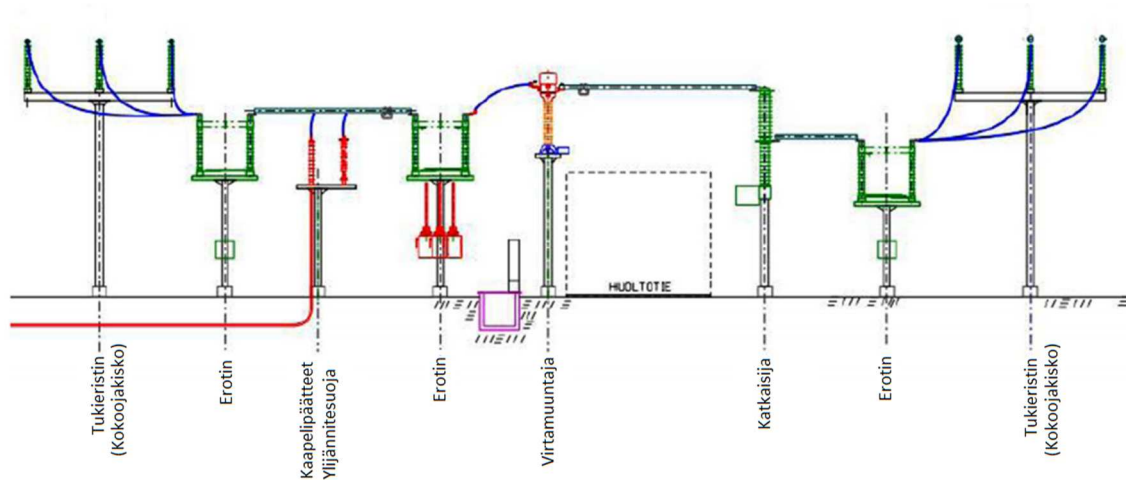 HUOLTOTIE
Tukieristin
(Kokoojakisko)
Erotin
Kaapelipäätteet
Ylijännitesuoja
Erotin
Virtamuuntaja
Katkaisija
Erotin
Tukieristin
(Kokoojakisko)